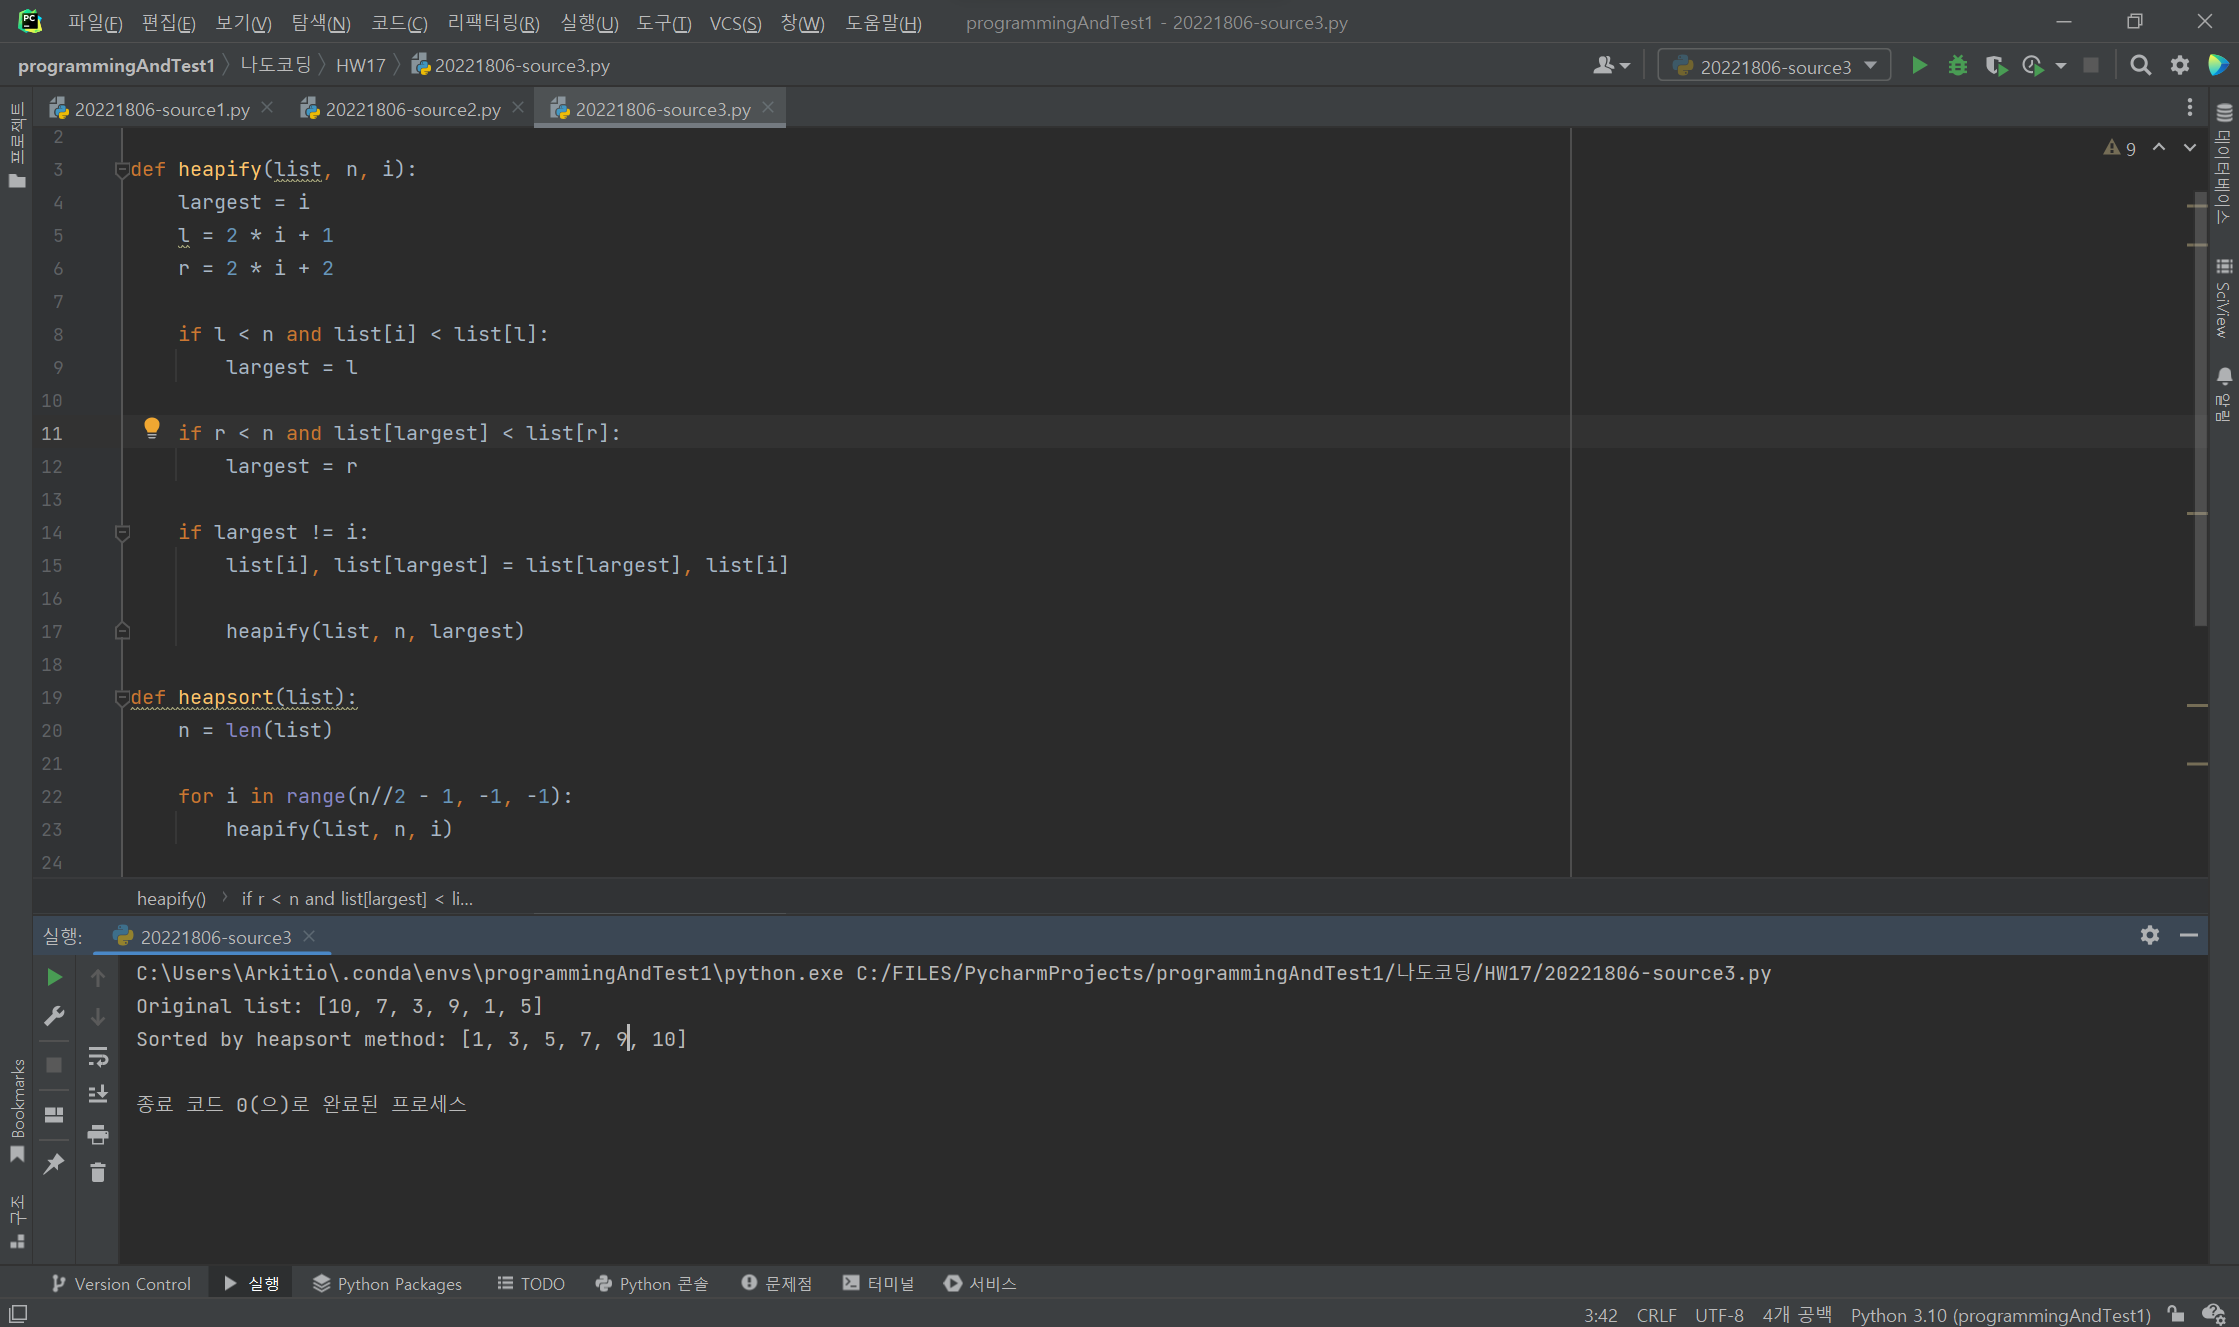 PC 파일(F) 편집(E) 보기(V) 탐색(N) 코드(C) 리팩터링(R) 실행(U) 도구(T) VCS(S) 창(W) 도움말(H) programmingAndTest1 - 20221806-source3.py
programmingAndTest1 나도코딩 HW17 20221806-source3.py 20221806-source3
20221806-source1.py 20221806-source2.py 20221806-source3.py
프로젝트
데이터베이스
SciView
알림
9
2
3 def heapify(list, n, i):
4     largest = i
5     l = 2 * i + 1
6     r = 2 * i + 2
7
8     if l < n and list[i] < list[l]:
9         largest = l
10
11     if r < n and list[largest] < list[r]:
12         largest = r
13
14     if largest != i:
15         list[i], list[largest] = list[largest], list[i]
16
17         heapify(list, n, largest)
18
19 def heapsort(list):
20     n = len(list)
21
22     for i in range(n//2 - 1, -1, -1):
23         heapify(list, n, i)
24
heapify() if r < n and list[largest] < li...
실행: 20221806-source3
C:\Users\Arkitio\.conda\envs\programmingAndTest1\python.exe C:/FILES/PycharmProjects/programmingAndTest1/나도코딩/HW17/20221806-source3.py
Original list: [10, 7, 3, 9, 1, 5]
Sorted by heapsort method: [1, 3, 5, 7, 9, 10]
종료 코드 0(으)로 완료된 프로세스
Bookmarks
구조
Version Control 실행 Python Packages TODO Python 콘솔 문제점 터미널 서비스
3:42 CRLF UTF-8 4개 공백 Python 3.10 (programmingAndTest1)